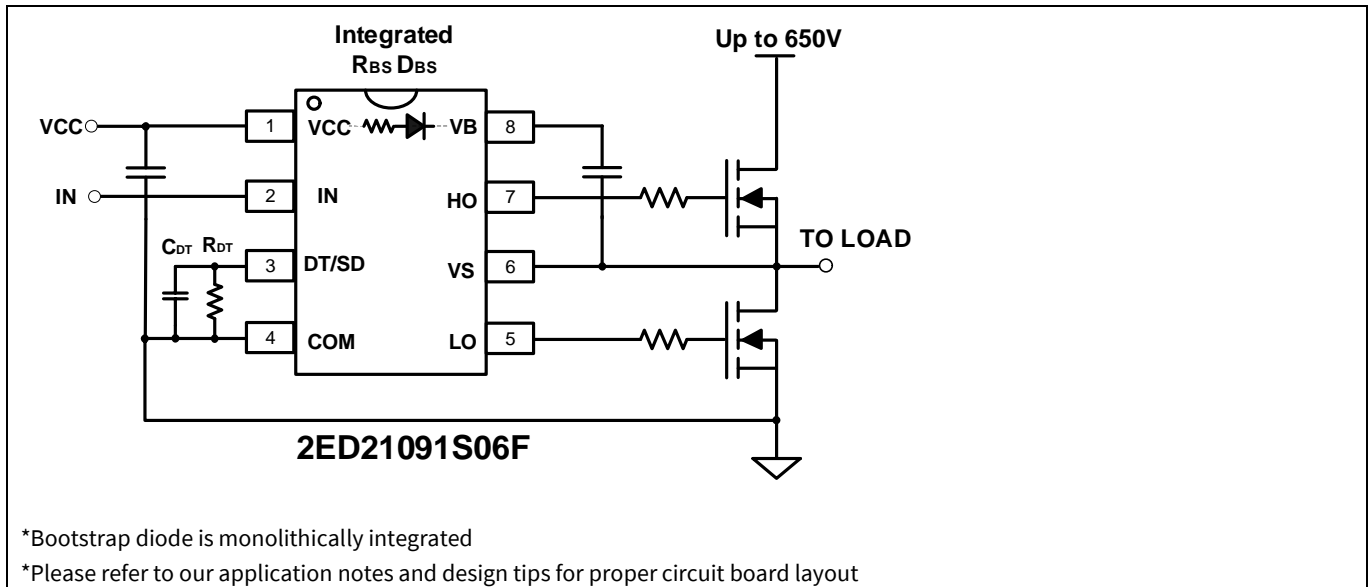 Integrated
RBS DBS
Up to 650V
VCC
1
VCC
VB
8
IN
2
IN
HO
7
CDT RDT
3
DT/SD
VS
6
TO LOAD
4
COM
LO
5
2ED21091S06F
*Bootstrap diode is monolithically integrated
*Please refer to our application notes and design tips for proper circuit board layout